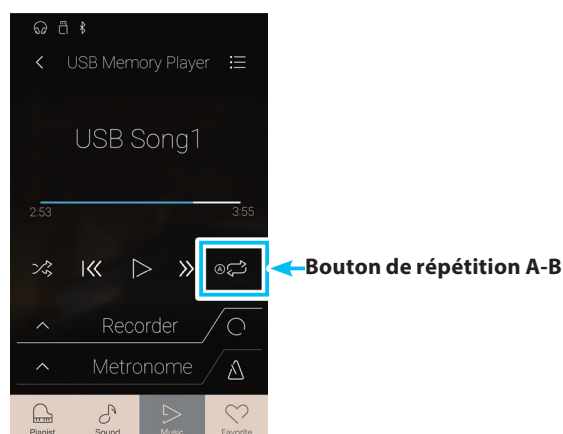 USB Memory Player
USB Song1
2:53 3:55
A
Bouton de répétition A-B
Recorder
Metronome
Pianist Sound Music Favorite